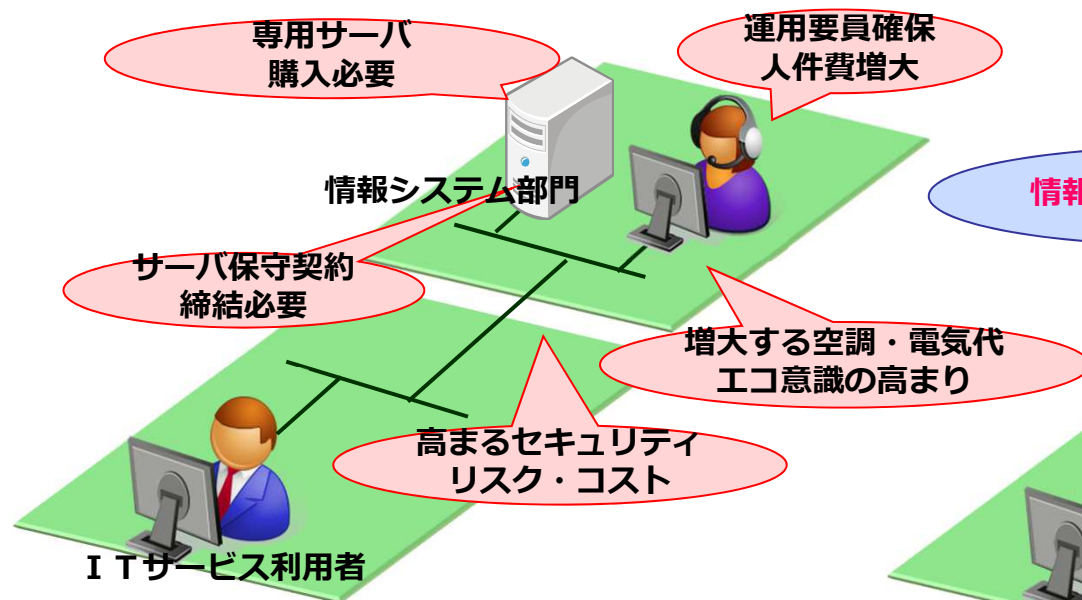 専用サーバ
購入必要
運用要員確保
人件費増大
情報システム部門
情報
サーバ保守契約
締結必要
増大する空調・電気代
エコ意識の高まり
高まるセキュリティ
リスク・コスト
ＩＴサービス利用者